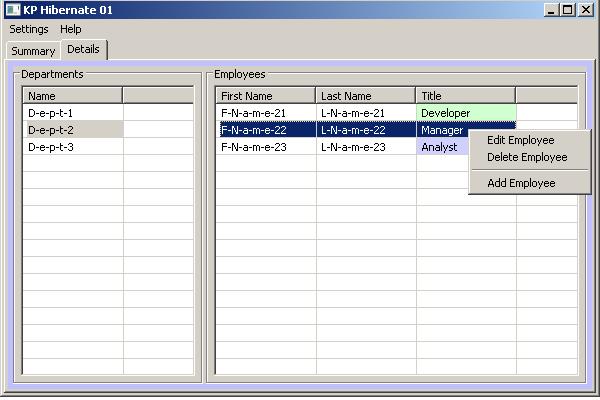 KP Hibernate 01
Settings Help
Summary Details
Departments Employees
Name First Name Last Name Title
D-e-p-t-1 F-N-a-m-e-21 L-N-a-m-e-21 Developer
D-e-p-t-2 F-N-a-m-e-22 L-N-a-m-e-22 Manager
D-e-p-t-3 F-N-a-m-e-23 L-N-a-m-e-23 Analyst
Edit Employee
Delete Employee
Add Employee